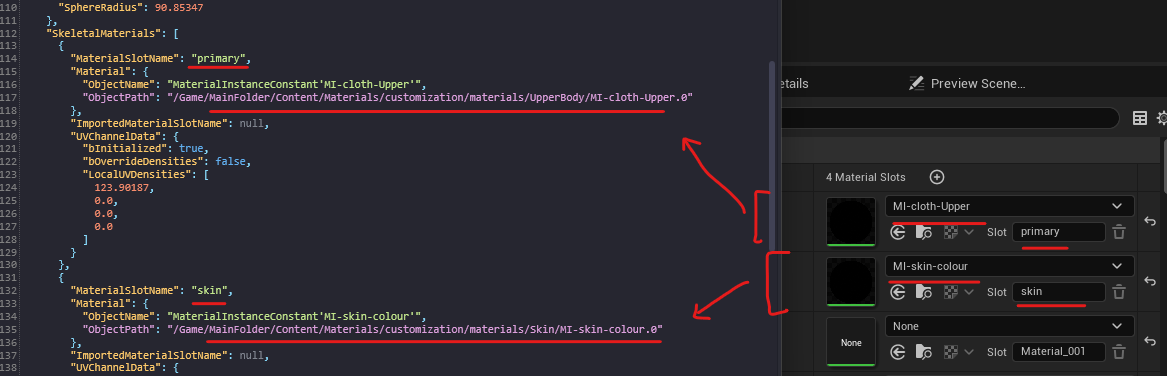 110 "SphereRadius": 90.85347
111 },
112 "SkeletalMaterials": [
113 {
114 "MaterialSlotName": "primary",
115 "Material": {
116 "ObjectName": "MaterialInstanceConstant'MI-cloth-Upper'",
117 "ObjectPath": "/Game/MainFolder/Content/Materials/customization/materials/UpperBody/MI-cloth-Upper.0"
118 },
119 "ImportedMaterialSlotName": null,
120 "UVChannelData": {
121 "bInitialized": true,
122 "bOverrideDensities": false,
123 "LocalUVDensities": [
124 123.90187,
125 0.0,
126 0.0,
127 0.0
128 ]
129 }
130 },
131 {
132 "MaterialSlotName": "skin",
133 "Material": {
134 "ObjectName": "MaterialInstanceConstant'MI-skin-colour'",
135 "ObjectPath": "/Game/MainFolder/Content/Materials/customization/materials/Skin/MI-skin-colour.0"
136 },
137 "ImportedMaterialSlotName": null,
138 "UVChannelData": {
etails
Preview Scene...
4 Material Slots
MI-cloth-Upper
Slot primary
MI-skin-colour
Slot skin
None
None
Slot Material_001